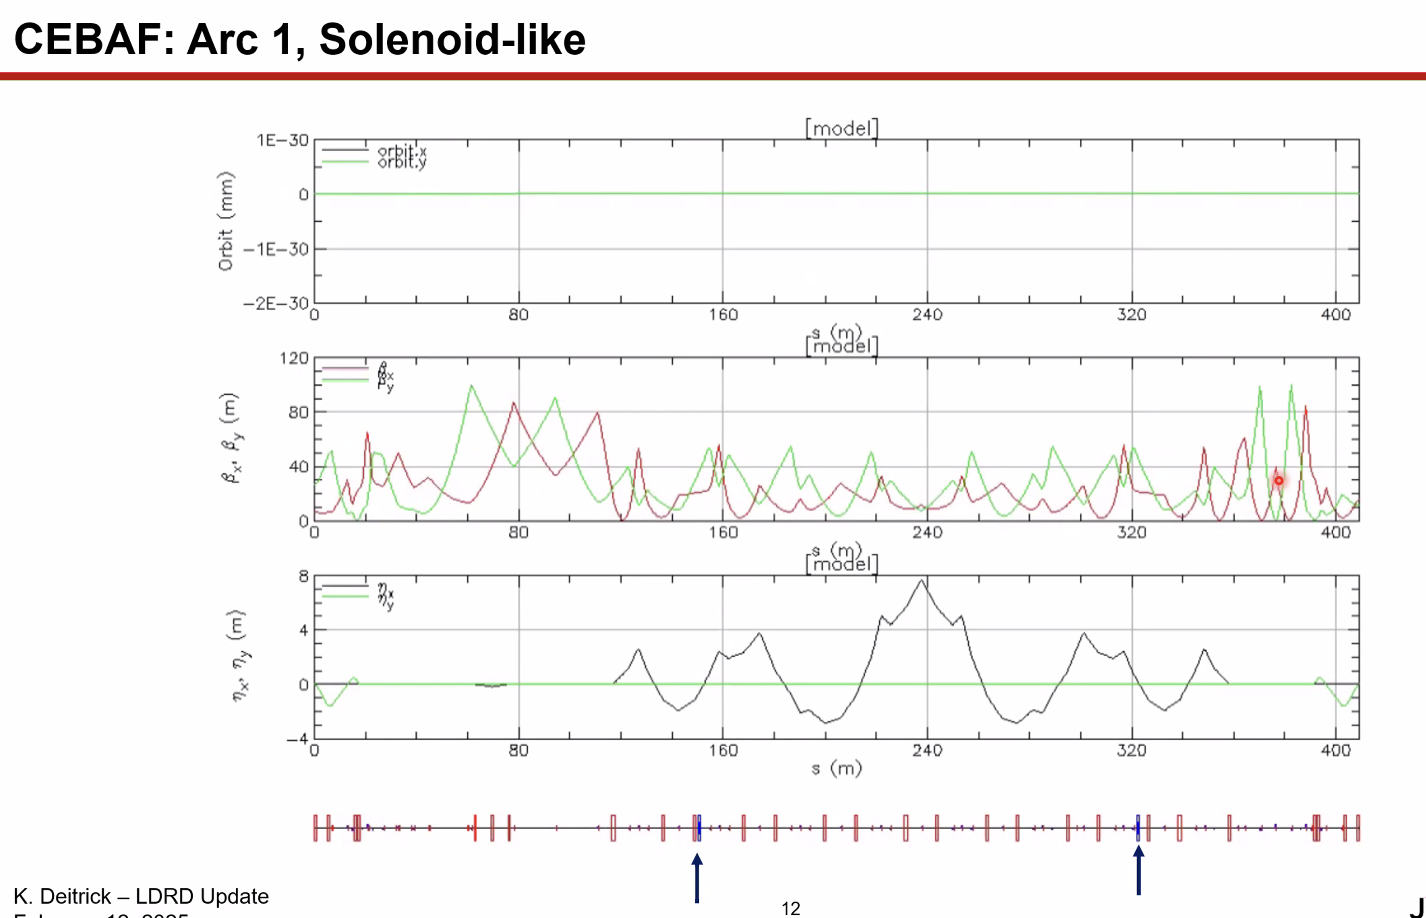 CEBAF: Arc 1, Solenoid-like
[model]
1E-30
orbit.x
orbit.y
Orbit (mm)
0
-1E-30
-2E-30
0 80 160 240 320 400
s (m)
[model]
120
βx
βy
βx, βy (m)
80
40
0
0 80 160 240 320 400
s (m)
[model]
8
ηx
ηy
ηx, ηy (m)
4
0
-4
0 80 160 240 320 400
s (m)
K. Deitrick – LDRD Update
12
J